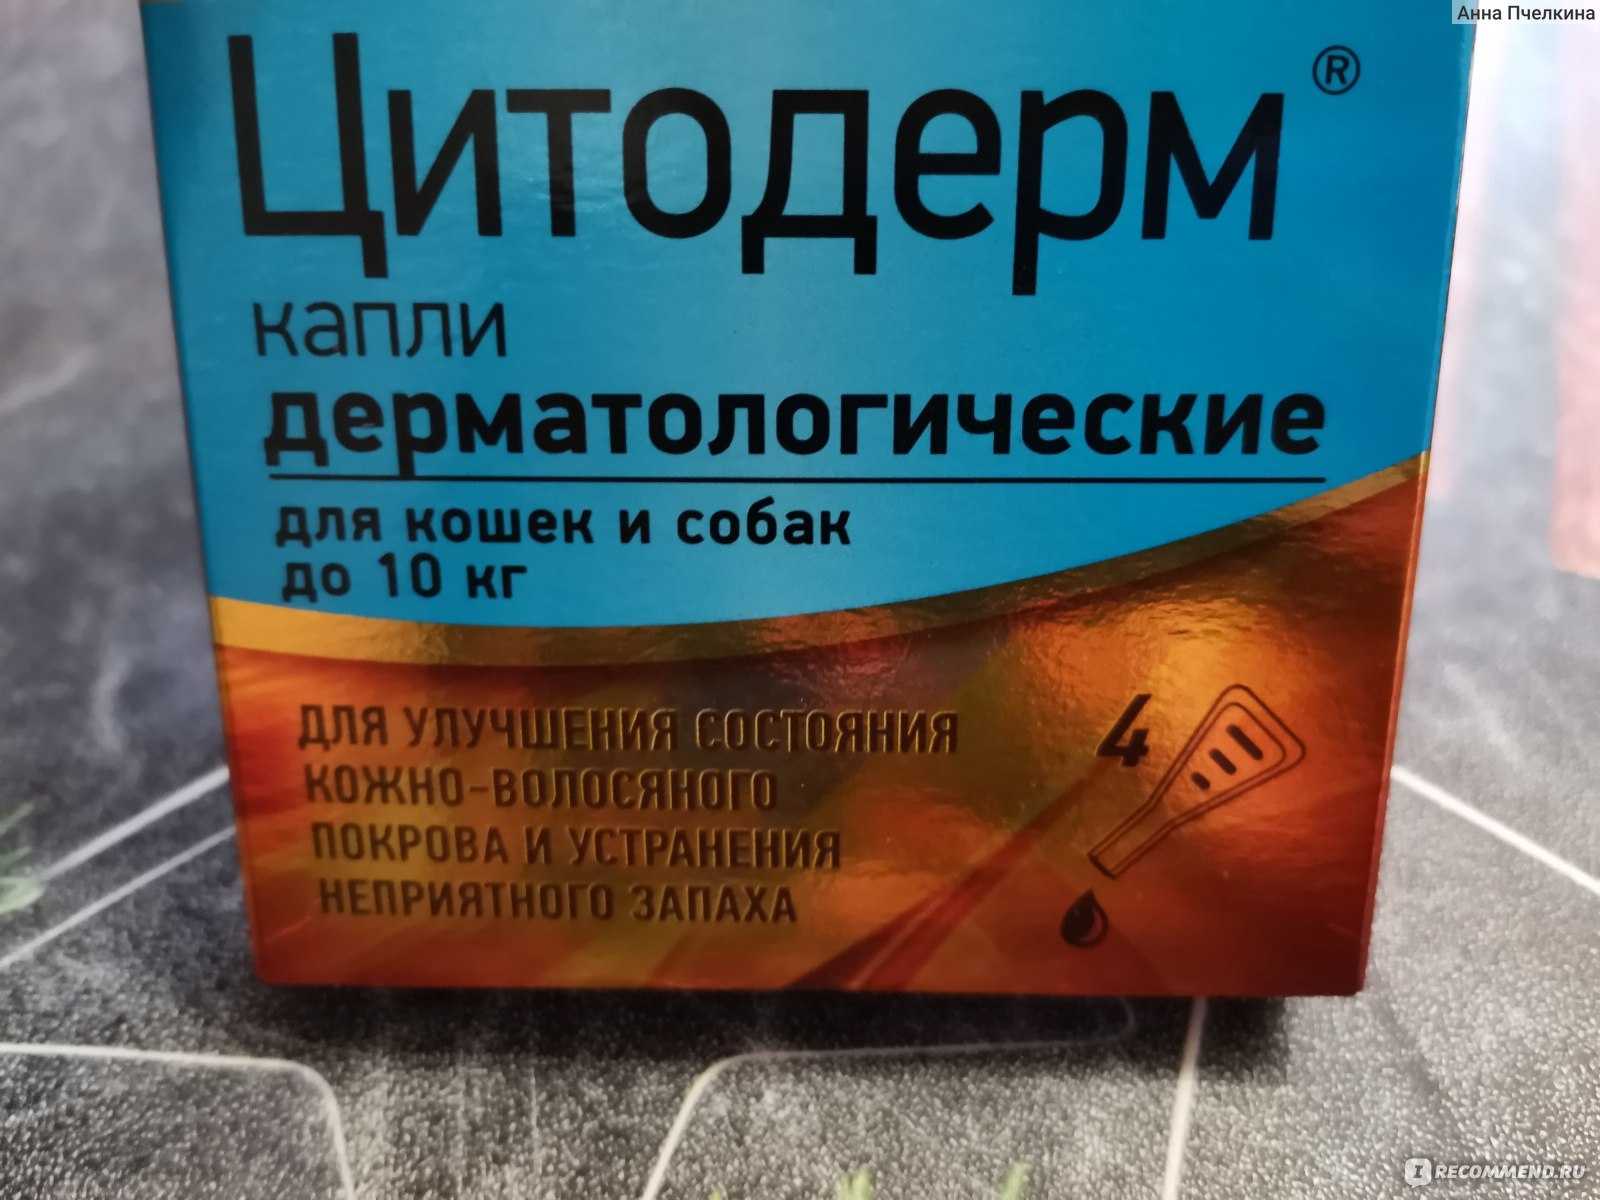 Анна Пчелкина
Цитодерм®
капли
дерматологические
для кошек и собак
до 10 кг
ДЛЯ УЛУЧШЕНИЯ СОСТОЯНИЯ
КОЖНО-ВОЛОСЯНОГО
ПОКРОВА И УСТРАНЕНИЯ
НЕПРИЯТНОГО ЗАПАХА
4
IRECOMMEND.RU